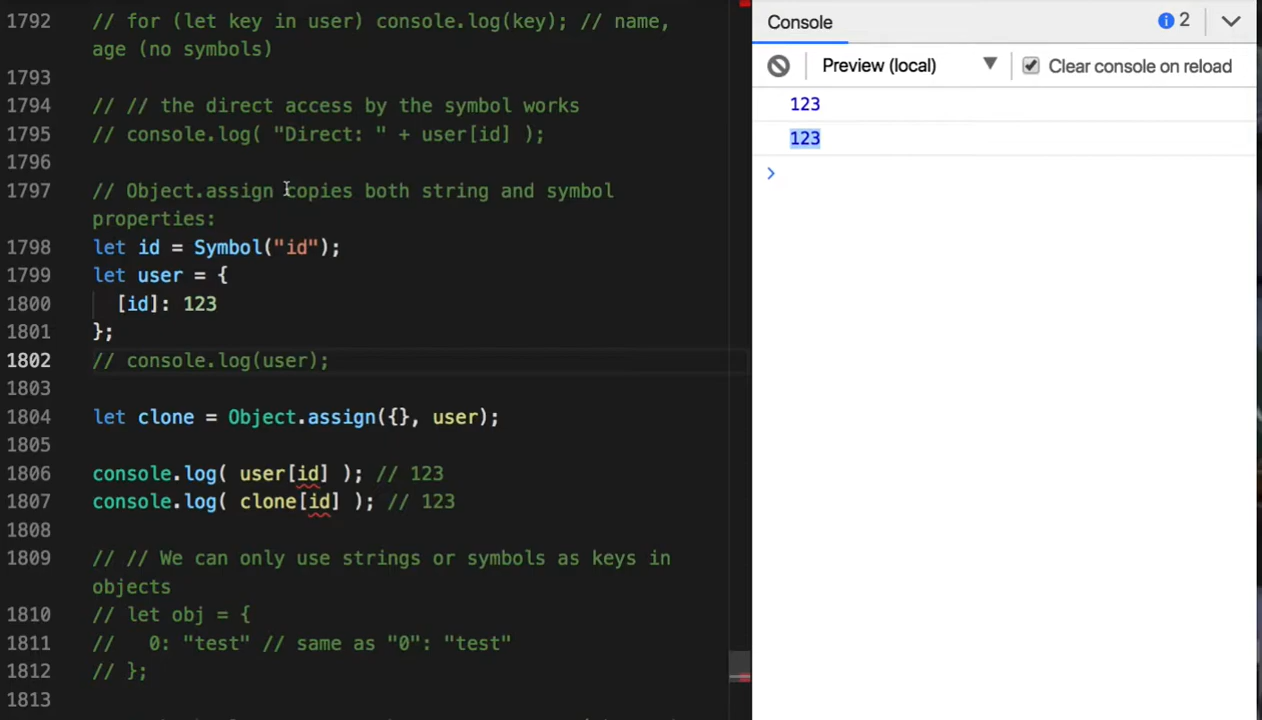 1792 // for (let key in user) console.log(key); // name,
age (no symbols)
1793
1794 // // the direct access by the symbol works
1795 // console.log( "Direct: " + user[id] );
1796
1797 // Object.assign copies both string and symbol
properties:
1798 let id = Symbol("id");
1799 let user = {
1800 [id]: 123
1801 };
1802 // console.log(user);
1803
1804 let clone = Object.assign({}, user);
1805
1806 console.log( user[id] ); // 123
1807 console.log( clone[id] ); // 123
1808
1809 // // We can only use strings or symbols as keys in
objects
1810 // let obj = {
1811 //   0: "test" // same as "0": "test"
1812 // };
1813
Console
2
Preview (local)
Clear console on reload
123
123
>